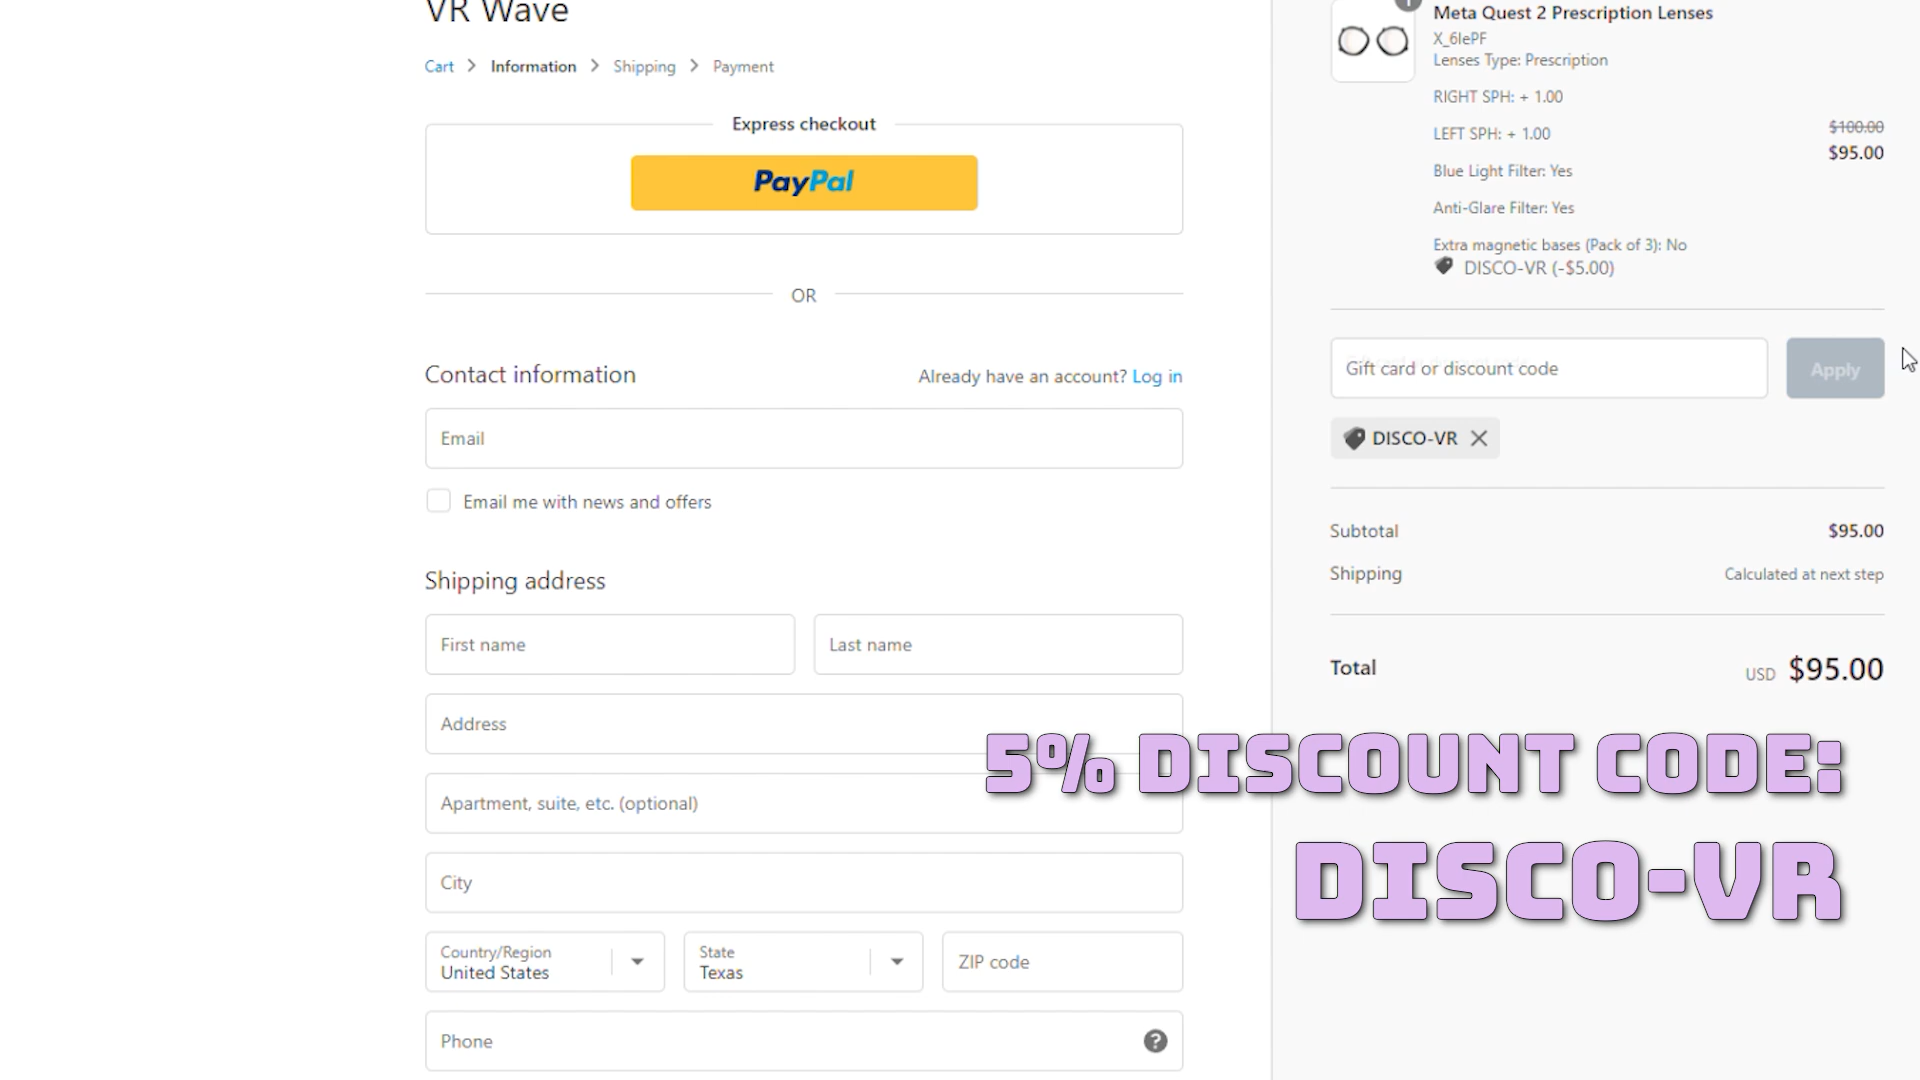 VR Wave
Cart > Information > Shipping > Payment
Express checkout
PayPal
OR
Contact information
Already have an account? Log in
Email
Email me with news and offers
Shipping address
First name
Last name
Address
Apartment, suite, etc. (optional)
City
Country/Region
United States
State
Texas
ZIP code
Phone
?
1
Meta Quest 2 Prescription Lenses
X_6IePF
Lenses Type: Prescription
RIGHT SPH: + 1.00
LEFT SPH: + 1.00
$100.00
$95.00
Blue Light Filter: Yes
Anti-Glare Filter: Yes
Extra magnetic bases (Pack of 3): No
DISCO-VR (-$5.00)
Gift card or discount code
Apply
DISCO-VR
Subtotal
$95.00
Shipping
Calculated at next step
Total
USD $95.00
5% DISCOUNT CODE:
DISCO-VR